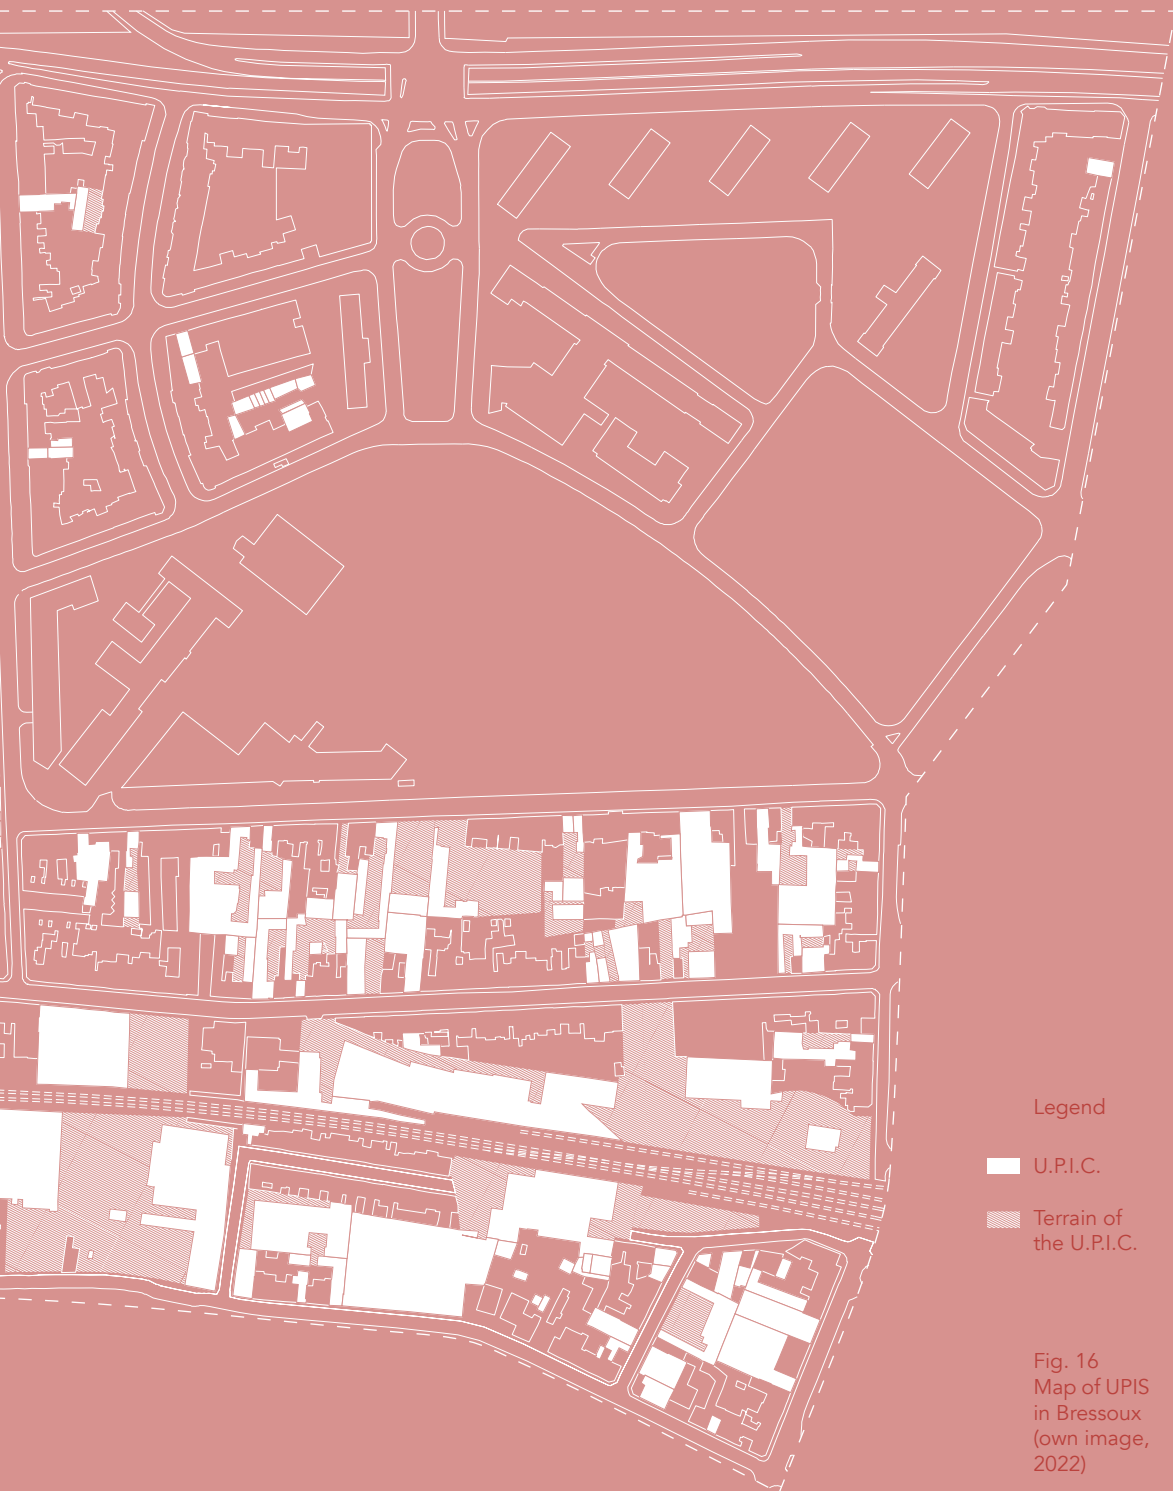 Legend
U.P.I.C.
Terrain of
the U.P.I.C.
Fig. 16
Map of UPIS
in Bressoux
(own image,
2022)